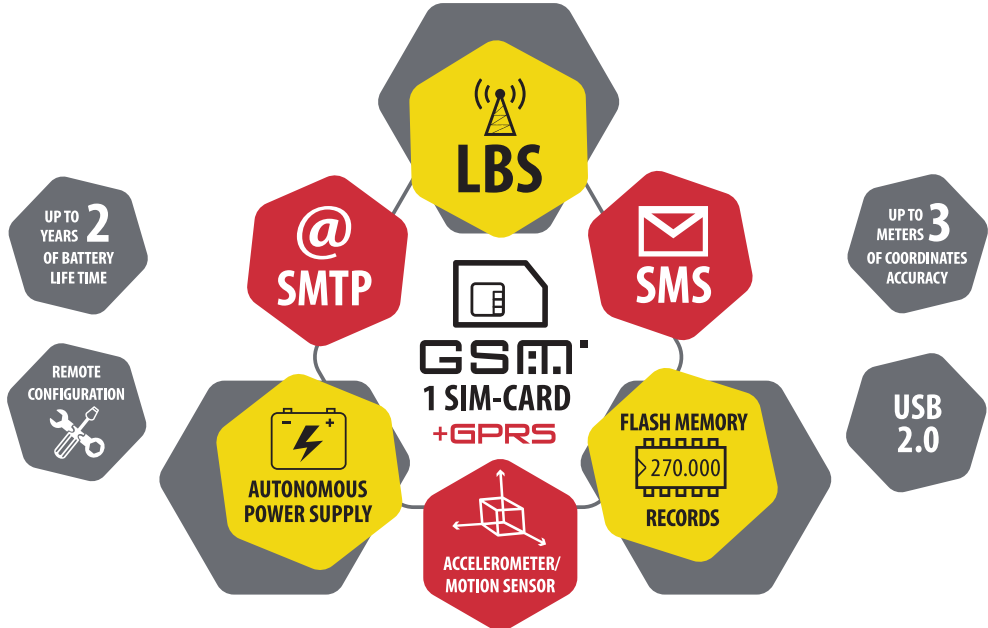 LBS
@
SMTP
SMS
UP TO 2
YEARS
OF BATTERY
LIFE TIME
UP TO 3
METERS
OF COORDINATES
ACCURACY
GSM
1 SIM-CARD
+GPRS
REMOTE
CONFIGURATION
USB
2.0
- +
AUTONOMOUS
POWER SUPPLY
FLASH MEMORY
270.000
RECORDS
ACCELEROMETER/
MOTION SENSOR